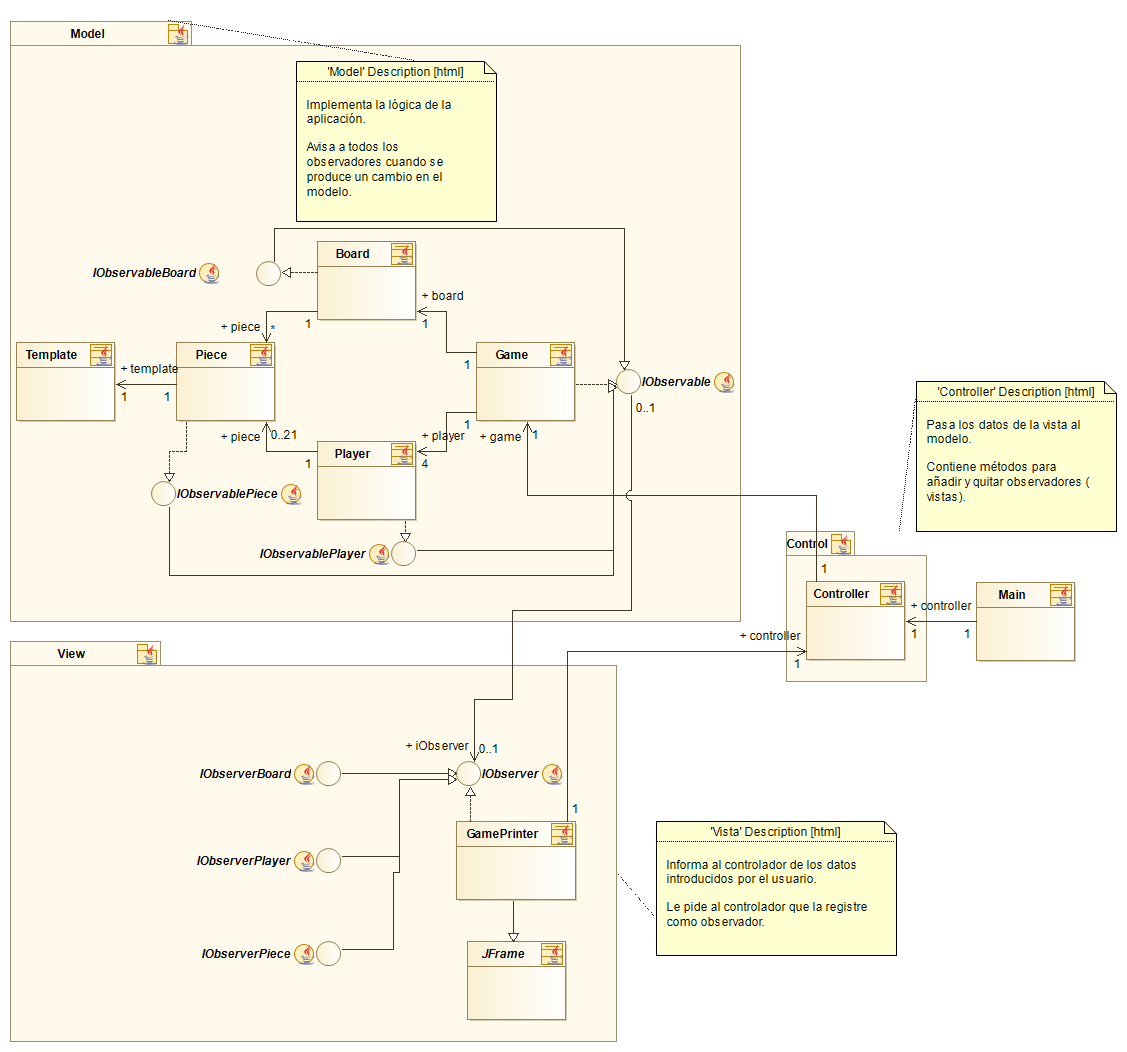 Model
'Model' Description [html]
Implementa la lógica de la
aplicación.
Avisa a todos los
observadores cuando se
produce un cambio en el
modelo.
IObservableBoard
Board
+ board
1
1
+ piece
*
1
Template
+ template
1
1
Piece
Game
1
IObservable
0..1
+ piece
0..21
1
Player
+ player
4
+ game
1
IObservablePiece
IObservablePlayer
'Controller' Description [html]
Pasa los datos de la vista al
modelo.
Contiene métodos para
añadir y quitar observadores (
vistas).
Control
1
Controller
+ controller
1
1
Main
+ controller
1
View
+ iObserver
0..1
IObserverBoard
IObserver
1
GamePrinter
IObserverPlayer
IObserverPiece
JFrame
'Vista' Description [html]
Informa al controlador de los datos
introducidos por el usuario.
Le pide al controlador que la registre
como observador.